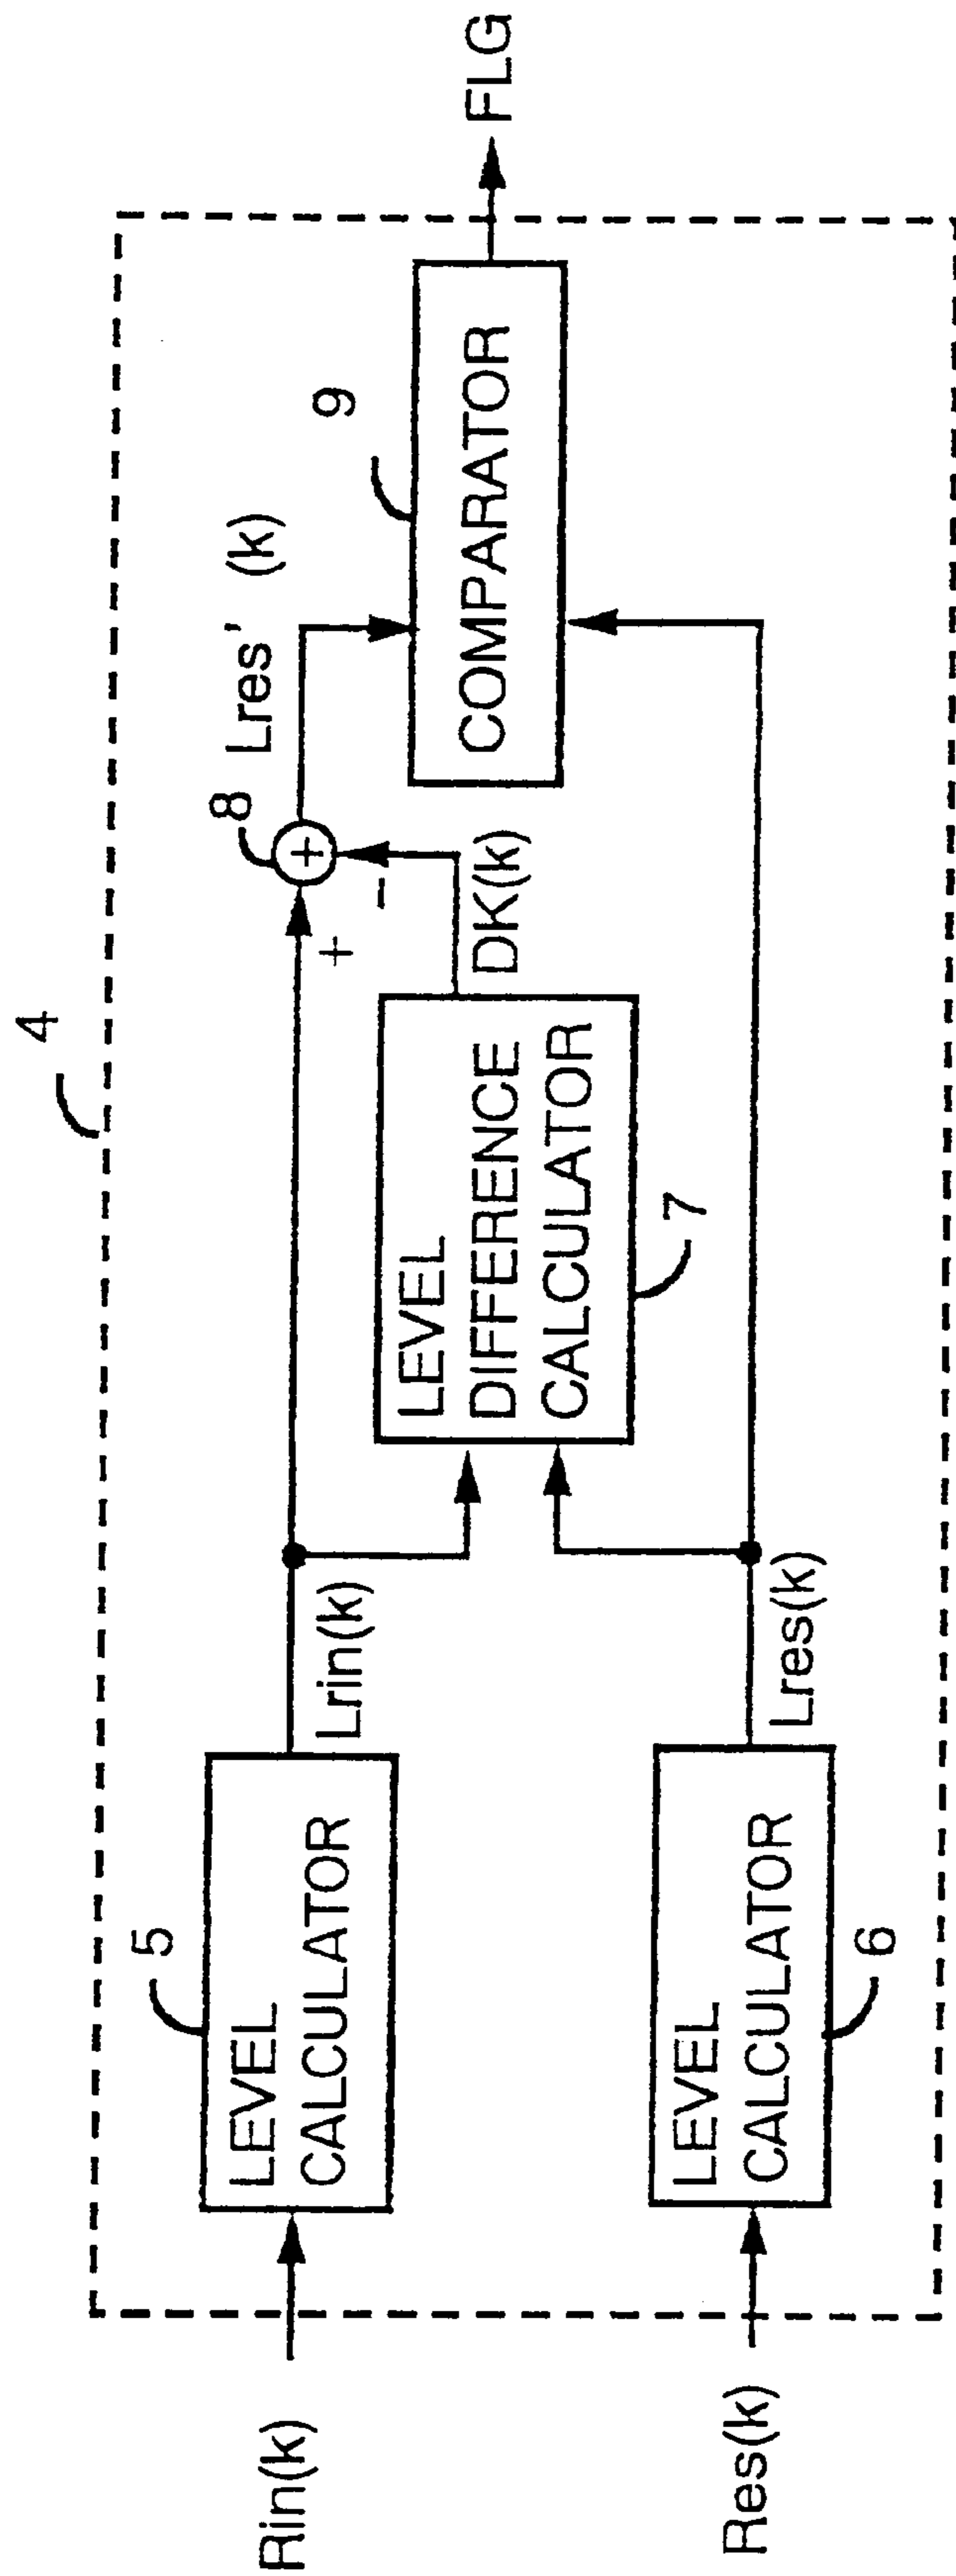 4
Rin(k)
5
LEVEL
CALCULATOR
Lrin(k)
+
8
+
-
Lres' (k)
LEVEL
DIFFERENCE
CALCULATOR
7
DK(k)
9
COMPARATOR
FLG
Res(k)
LEVEL
CALCULATOR
6
Lres(k)